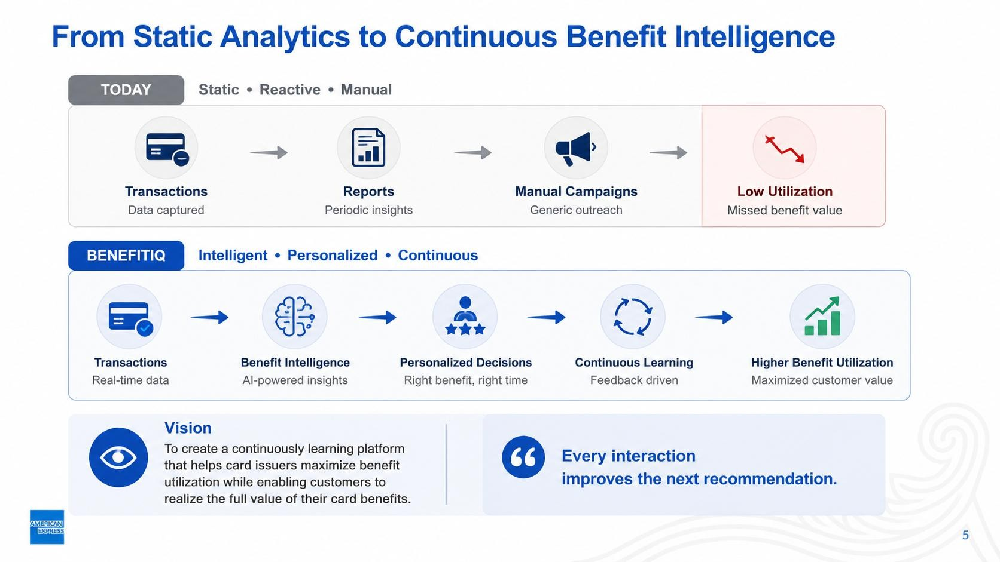 From Static Analytics to Continuous Benefit Intelligence
TODAY
Static • Reactive • Manual
Transactions
Data captured
Reports
Periodic insights
Manual Campaigns
Generic outreach
Low Utilization
Missed benefit value
BENEFITIQ
Intelligent • Personalized • Continuous
Transactions
Real-time data
Benefit Intelligence
AI-powered insights
Personalized Decisions
Right benefit, right time
Continuous Learning
Feedback driven
Higher Benefit Utilization
Maximized customer value
Vision
To create a continuously learning platform
that helps card issuers maximize benefit
utilization while enabling customers to
realize the full value of their card benefits.
“
Every interaction
improves the next recommendation.
AMERICAN
EXPRESS
5